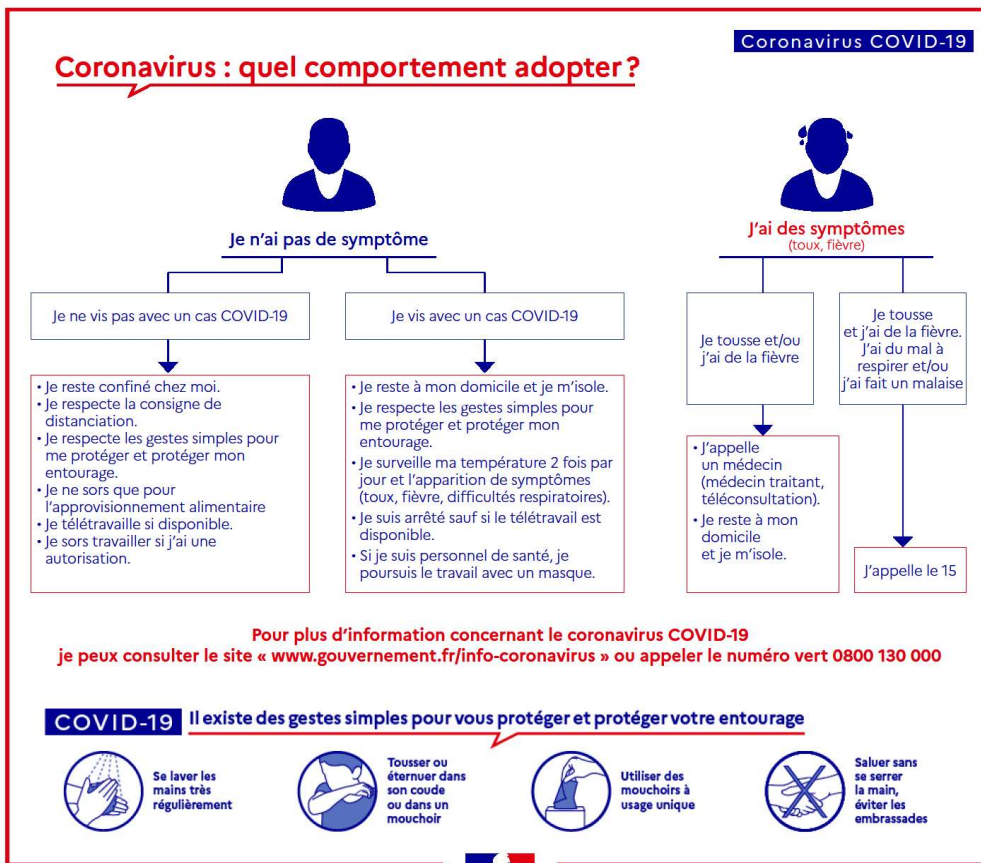 Coronavirus COVID-19
Coronavirus : quel comportement adopter ?
Je n'ai pas de symptôme
Je ne vis pas avec un cas COVID-19
• Je reste confiné chez moi.
• Je respecte la consigne de
distanciation.
• Je respecte les gestes simples pour
me protéger et protéger mon
entourage.
• Je ne sors que pour
l'approvisionnement alimentaire
• Je télétravaille si disponible.
• Je sors travailler si j'ai une
autorisation.
Je vis avec un cas COVID-19
• Je reste à mon domicile et je m'isole.
• Je respecte les gestes simples pour
me protéger et protéger mon
entourage.
• Je surveille ma température 2 fois par
jour et l'apparition de symptômes
(toux, fièvre, difficultés respiratoires).
• Je suis arrêté sauf si le télétravail est
disponible.
• Si je suis personnel de santé, je
poursuis le travail avec un masque.
J'ai des symptômes
(toux, fièvre)
Je tousse et/ou
j'ai de la fièvre
• J'appelle
un médecin
(médecin traitant,
téléconsultation).
• Je reste à mon
domicile
et je m'isole.
Je tousse
et j'ai de la fièvre.
J'ai du mal à
respirer et/ou
j'ai fait un malaise
J'appelle le 15
Pour plus d'information concernant le coronavirus COVID-19
je peux consulter le site « www.gouvernement.fr/info-coronavirus » ou appeler le numéro vert 0800 130 000
COVID-19 Il existe des gestes simples pour vous protéger et protéger votre entourage
Se laver les
mains très
régulièrement
Tousser ou
éternuer dans
son coude
ou dans un
mouchoir
Utiliser des
mouchoirs à
usage unique
Saluer sans
se serrer
la main,
éviter les
embrassades